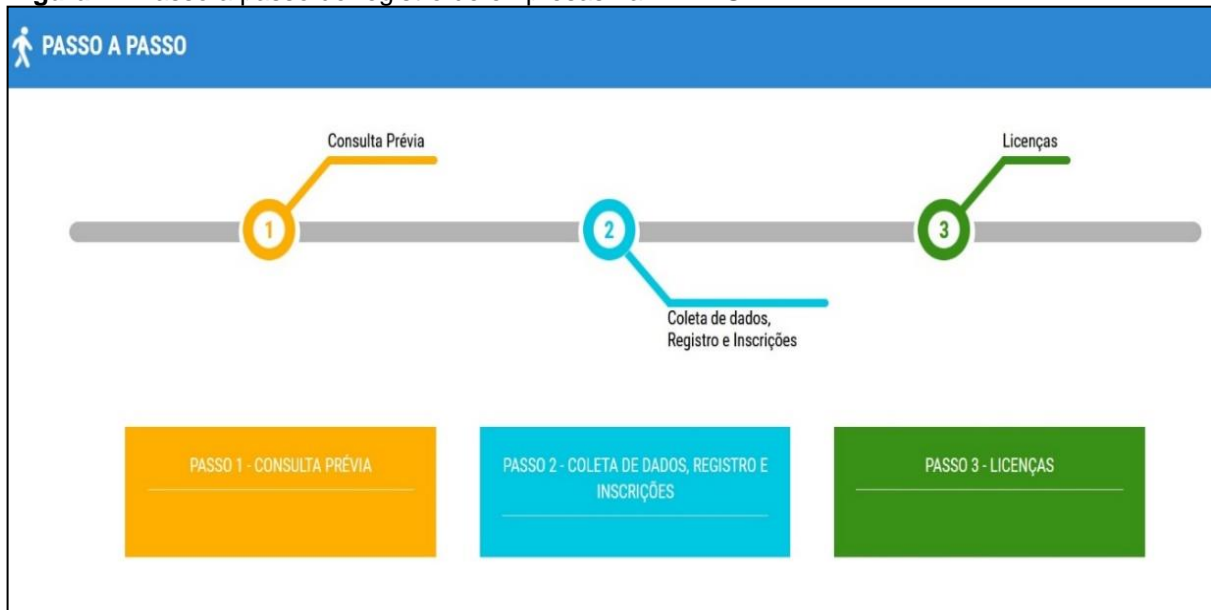 PASSO A PASSO
Consulta Prévia
Licenças
1
2
3
Coleta de dados,
Registro e Inscrições
PASSO 1 - CONSULTA PRÉVIA
PASSO 2 - COLETA DE DADOS, REGISTRO E
INSCRIÇÕES
PASSO 3 - LICENÇAS